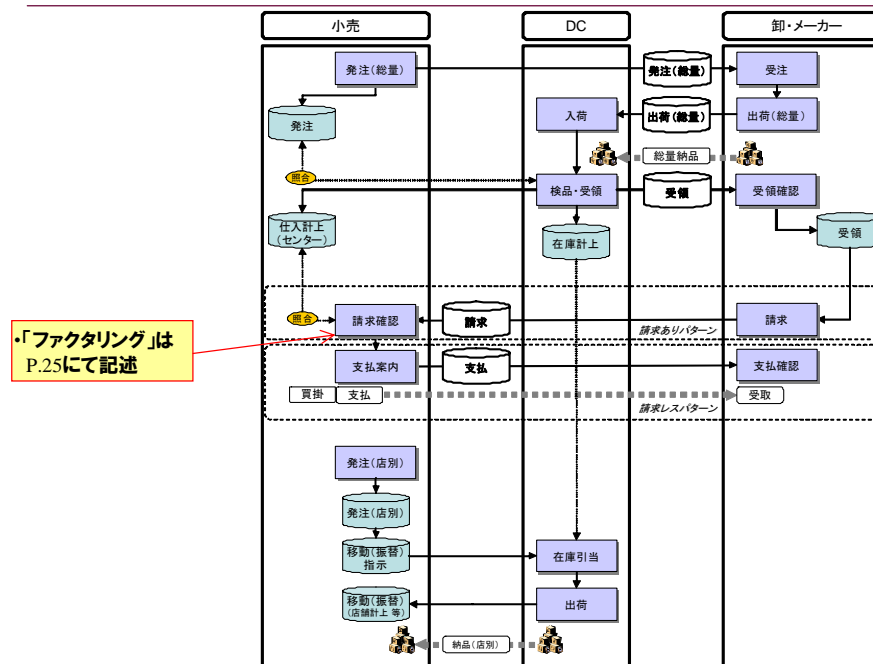 小売
DC
卸・メーカー
発注(総量)
発注(総量)
受注
発注
入荷
出荷(総量)
出荷(総量)
総量納品
照合
検品・受領
受領
受領確認
仕入計上
(センター)
在庫計上
受領
照合
請求確認
請求
請求ありパターン
請求
・「ファクタリング」は
P.25にて記述
支払案内
支払
支払確認
買掛
支払
受取
請求レスパターン
発注(店別)
発注(店別)
移動(振替)
指示
在庫引当
移動(振替)
(店舗計上 等)
出荷
納品(店別)